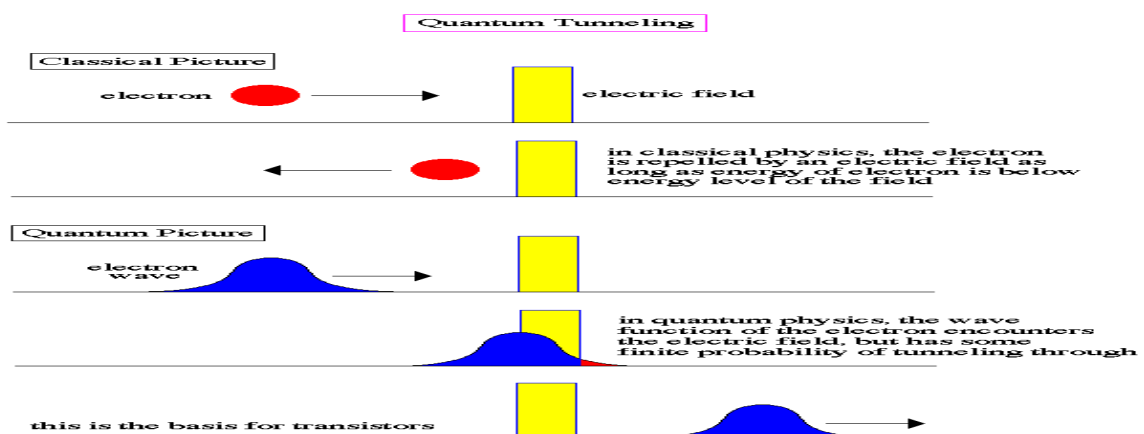 Quantum Tunneling
Classical Picture
electron
electric field
in classical physics, the electron
is repelled by an electric field as
long as energy of electron is below
energy level of the field
Quantum Picture
electron
wave
in quantum physics, the wave
function of the electron encounters
the electric field, but has some
finite probability of tunneling through
this is the basis for transistors